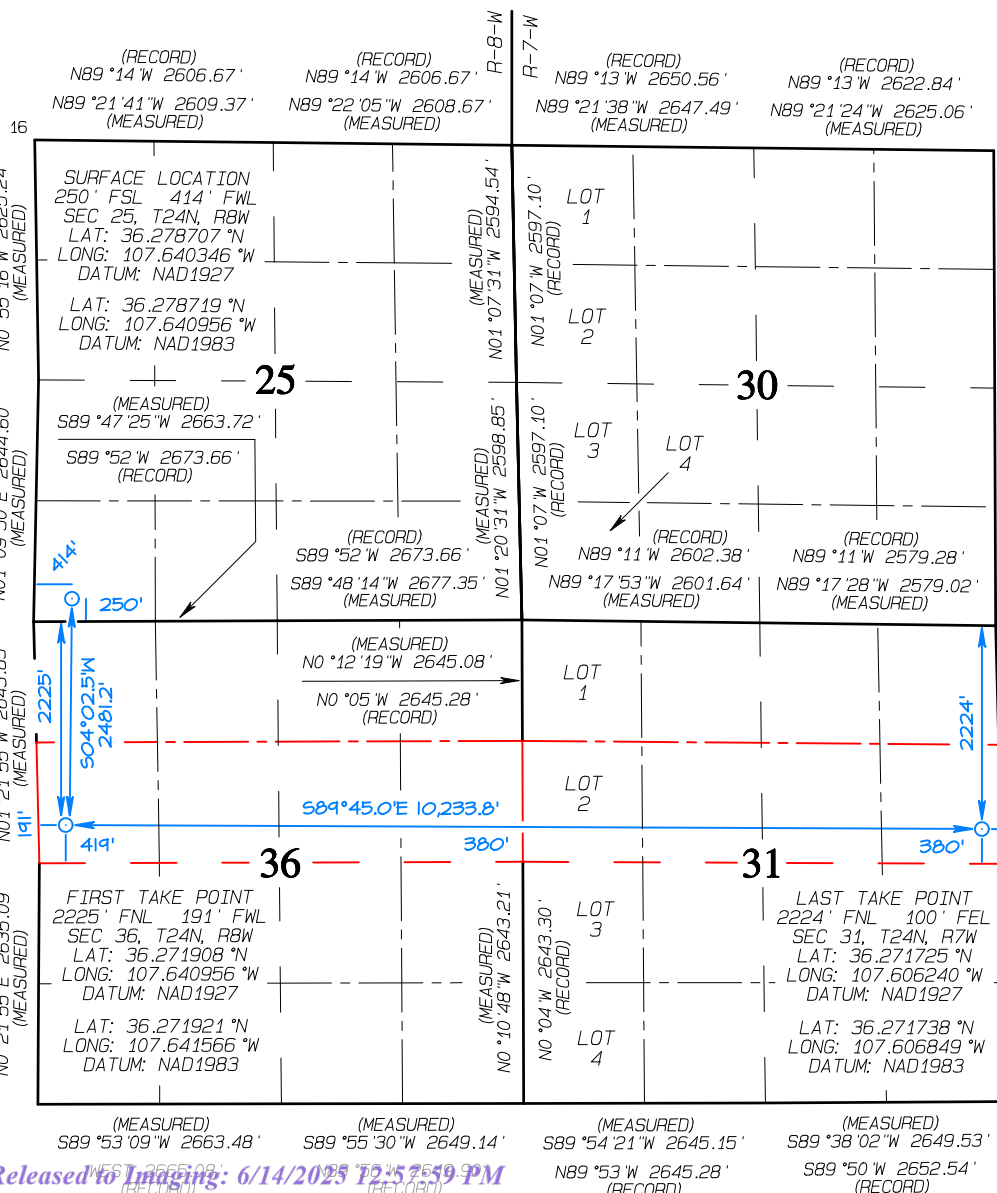 R-8-W
R-7-W
(RECORD)
N89°14'W 2606.67'
N89°21'41"W 2609.37'
(MEASURED)
(RECORD)
N89°14'W 2606.67'
N89°22'05"W 2608.67'
(MEASURED)
(RECORD)
N89°13'W 2650.56'
N89°21'38"W 2647.49'
(MEASURED)
(RECORD)
N89°13'W 2622.84'
N89°21'24"W 2625.06'
(MEASURED)
16
(MEASURED)
SURFACE LOCATION
250' FSL 414' FWL
SEC 25, T24N, R8W
LAT: 36.278707°N
LONG: 107.640346°W
DATUM: NAD1927
LAT: 36.278719°N
LONG: 107.640956°W
DATUM: NAD1983
(MEASURED)
N01°07'31"W 2594.54'
N01°07'W 2597.10'
(RECORD)
LOT
1
LOT
2
25
30
(MEASURED)
S89°47'25"W 2663.72'
S89°52'W 2673.66'
(RECORD)
(MEASURED)
(MEASURED)
N01°20'31"W 2598.85'
N01°07'W 2597.10'
(RECORD)
LOT
3
LOT
4
(RECORD)
S89°52'W 2673.66'
S89°48'14"W 2677.35'
(MEASURED)
(RECORD)
N89°11'W 2602.38'
N89°17'53"W 2601.64'
(MEASURED)
(RECORD)
N89°11'W 2579.28'
N89°17'28"W 2579.02'
(MEASURED)
414'
250'
2225'
S04°02.5'W
2481.2'
(MEASURED)
(MEASURED)
N0°12'19"W 2645.08'
N0°05'W 2645.28'
(RECORD)
LOT
1
2224'
LOT
2
S89°45.0'E 10,233.8'
191'
419'
380'
380'
36
31
(MEASURED)
FIRST TAKE POINT
2225' FNL 191' FWL
SEC 36, T24N, R8W
LAT: 36.271908°N
LONG: 107.640956°W
DATUM: NAD1927
LAT: 36.271921°N
LONG: 107.641566°W
DATUM: NAD1983
(MEASURED)
N0°10'48"W 2643.21'
N0°04'W 2643.30'
(RECORD)
LOT
3
LOT
4
LAST TAKE POINT
2224' FNL 100' FEL
SEC 31, T24N, R7W
LAT: 36.271725°N
LONG: 107.606240°W
DATUM: NAD1927
LAT: 36.271738°N
LONG: 107.606849°W
DATUM: NAD1983
(MEASURED)
S89°53'09"W 2663.48'
(MEASURED)
S89°55'30"W 2649.14'
(MEASURED)
S89°54'21"W 2645.15'
N89°53'W 2645.28'
(RECORD)
(MEASURED)
S89°38'02"W 2649.53'
S89°50'W 2652.54'
(RECORD)
Released to Imaging: 6/14/2023 12:57:59 PM
(RECORD)
(RECORD)